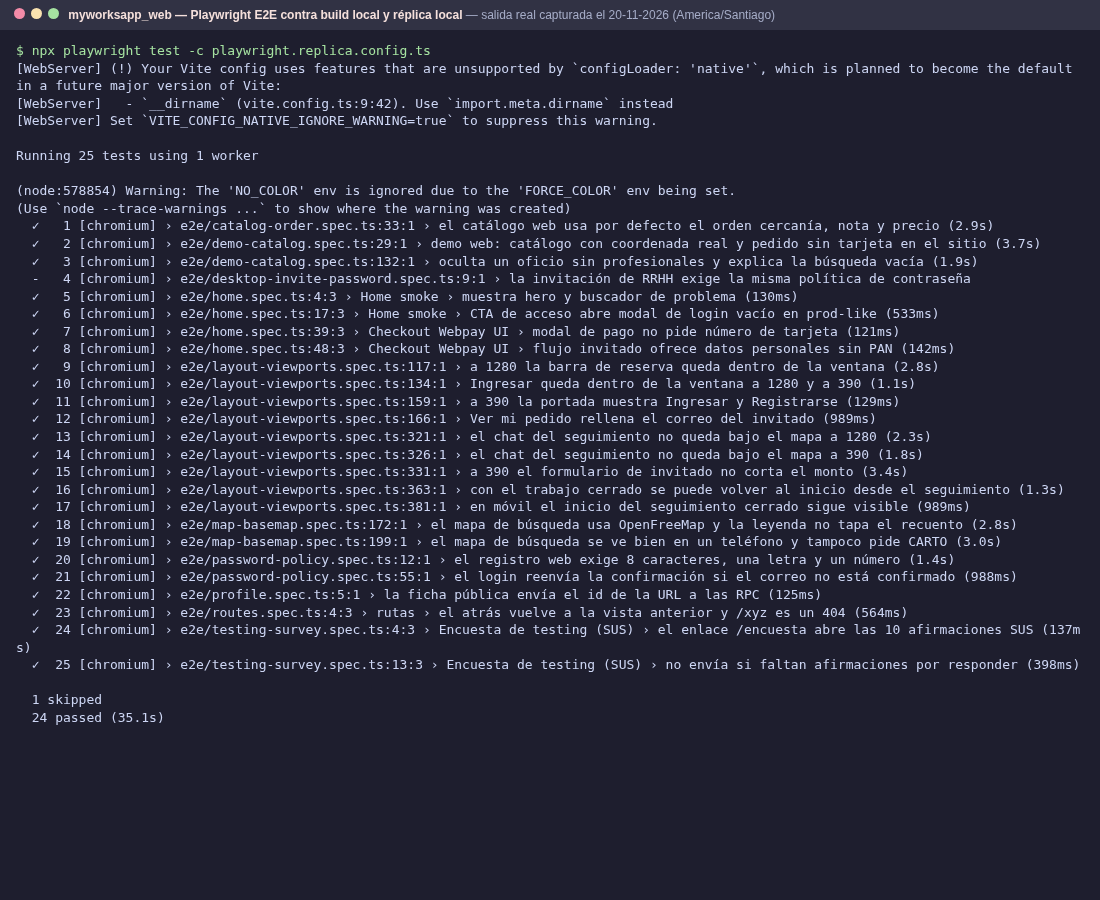 myworksapp_web — Playwright E2E contra build local y réplica local — salida real capturada el 20-11-2026 (America/Santiago)
$ npx playwright test -c playwright.replica.config.ts
[WebServer] (!) Your Vite config uses features that are unsupported by `configLoader: 'native'`, which is planned to become the default
in a future major version of Vite:
[WebServer]   - `__dirname` (vite.config.ts:9:42). Use `import.meta.dirname` instead
[WebServer] Set `VITE_CONFIG_NATIVE_IGNORE_WARNING=true` to suppress this warning.
Running 25 tests using 1 worker
(node:578854) Warning: The 'NO_COLOR' env is ignored due to the 'FORCE_COLOR' env being set.
(Use `node --trace-warnings ...` to show where the warning was created)
✓   1 [chromium] › e2e/catalog-order.spec.ts:33:1 › el catálogo web usa por defecto el orden cercanía, nota y precio (2.9s)
✓   2 [chromium] › e2e/demo-catalog.spec.ts:29:1 › demo web: catálogo con coordenada real y pedido sin tarjeta en el sitio (3.7s)
✓   3 [chromium] › e2e/demo-catalog.spec.ts:132:1 › oculta un oficio sin profesionales y explica la búsqueda vacía (1.9s)
-   4 [chromium] › e2e/desktop-invite-password.spec.ts:9:1 › la invitación de RRHH exige la misma política de contraseña
✓   5 [chromium] › e2e/home.spec.ts:4:3 › Home smoke › muestra hero y buscador de problema (130ms)
✓   6 [chromium] › e2e/home.spec.ts:17:3 › Home smoke › CTA de acceso abre modal de login vacío en prod-like (533ms)
✓   7 [chromium] › e2e/home.spec.ts:39:3 › Checkout Webpay UI › modal de pago no pide número de tarjeta (121ms)
✓   8 [chromium] › e2e/home.spec.ts:48:3 › Checkout Webpay UI › flujo invitado ofrece datos personales sin PAN (142ms)
✓   9 [chromium] › e2e/layout-viewports.spec.ts:117:1 › a 1280 la barra de reserva queda dentro de la ventana (2.8s)
✓  10 [chromium] › e2e/layout-viewports.spec.ts:134:1 › Ingresar queda dentro de la ventana a 1280 y a 390 (1.1s)
✓  11 [chromium] › e2e/layout-viewports.spec.ts:159:1 › a 390 la portada muestra Ingresar y Registrarse (129ms)
✓  12 [chromium] › e2e/layout-viewports.spec.ts:166:1 › Ver mi pedido rellena el correo del invitado (989ms)
✓  13 [chromium] › e2e/layout-viewports.spec.ts:321:1 › el chat del seguimiento no queda bajo el mapa a 1280 (2.3s)
✓  14 [chromium] › e2e/layout-viewports.spec.ts:326:1 › el chat del seguimiento no queda bajo el mapa a 390 (1.8s)
✓  15 [chromium] › e2e/layout-viewports.spec.ts:331:1 › a 390 el formulario de invitado no corta el monto (3.4s)
✓  16 [chromium] › e2e/layout-viewports.spec.ts:363:1 › con el trabajo cerrado se puede volver al inicio desde el seguimiento (1.3s)
✓  17 [chromium] › e2e/layout-viewports.spec.ts:381:1 › en móvil el inicio del seguimiento cerrado sigue visible (989ms)
✓  18 [chromium] › e2e/map-basemap.spec.ts:172:1 › el mapa de búsqueda usa OpenFreeMap y la leyenda no tapa el recuento (2.8s)
✓  19 [chromium] › e2e/map-basemap.spec.ts:199:1 › el mapa de búsqueda se ve bien en un teléfono y tampoco pide CARTO (3.0s)
✓  20 [chromium] › e2e/password-policy.spec.ts:12:1 › el registro web exige 8 caracteres, una letra y un número (1.4s)
✓  21 [chromium] › e2e/password-policy.spec.ts:55:1 › el login reenvía la confirmación si el correo no está confirmado (988ms)
✓  22 [chromium] › e2e/profile.spec.ts:5:1 › la ficha pública envía el id de la URL a las RPC (125ms)
✓  23 [chromium] › e2e/routes.spec.ts:4:3 › rutas › el atrás vuelve a la vista anterior y /xyz es un 404 (564ms)
✓  24 [chromium] › e2e/testing-survey.spec.ts:4:3 › Encuesta de testing (SUS) › el enlace /encuesta abre las 10 afirmaciones SUS (137m
s)
✓  25 [chromium] › e2e/testing-survey.spec.ts:13:3 › Encuesta de testing (SUS) › no envía si faltan afirmaciones por responder (398ms)
1 skipped
24 passed (35.1s)